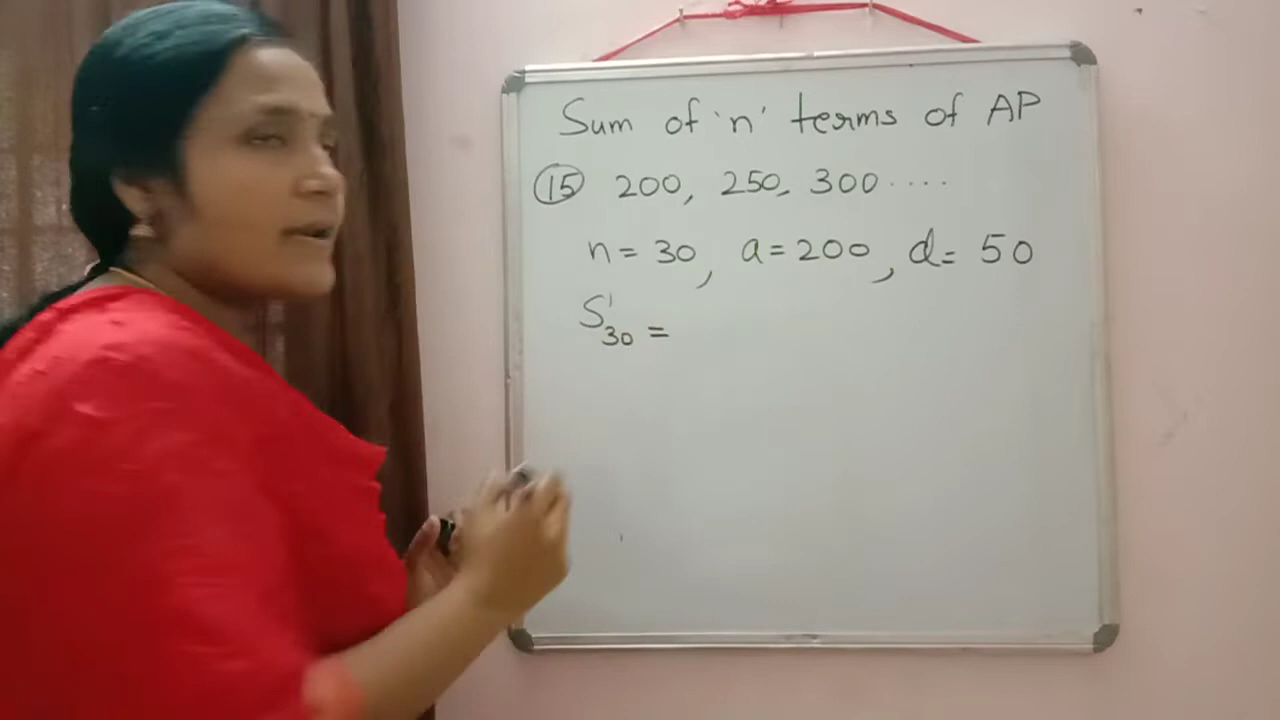 Sum of 'n' terms of AP
15 200, 250, 300 ....
n = 30, a = 200, d = 50
S30 =